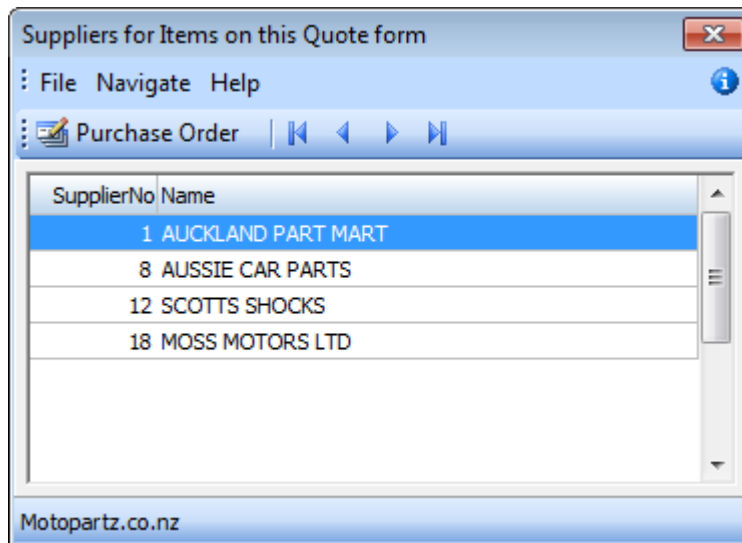 Suppliers for Items on this Quote form
File Navigate Help
Purchase Order
SupplierNo Name
1 AUCKLAND PART MART
8 AUSSIE CAR PARTS
12 SCOTTS SHOCKS
18 MOSS MOTORS LTD
Motopartz.co.nz